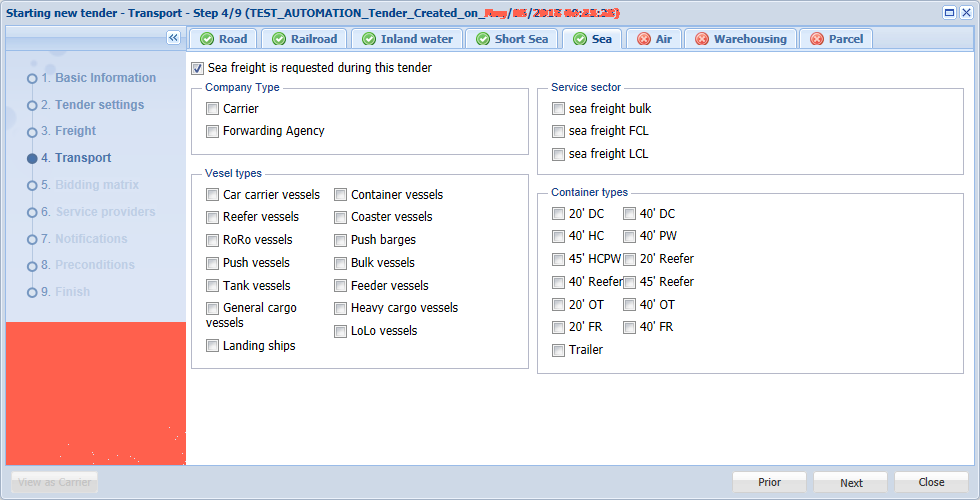 Starting new tender - Transport - Step 4/9 (TEST_AUTOMATION_Tender_Created_on_
Road Railroad Inland water Short Sea Sea Air Warehousing Parcel
1. Basic Information
2. Tender settings
3. Freight
4. Transport
5. Bidding matrix
6. Service providers
7. Notifications
8. Preconditions
9. Finish
Sea freight is requested during this tender
Company Type
Carrier
Forwarding Agency
Service sector
sea freight bulk
sea freight FCL
sea freight LCL
Vesel types
Car carrier vessels Container vessels
Reefer vessels Coaster vessels
RoRo vessels Push barges
Push vessels Bulk vessels
Tank vessels Feeder vessels
General cargo vessels Heavy cargo vessels
LoLo vessels
Landing ships
Container types
20' DC 40' DC
40' HC 40' PW
45' HCPW 20' Reefer
40' Reefer 45' Reefer
20' OT 40' OT
20' FR 40' FR
Trailer
View as Carrier Prior Next Close